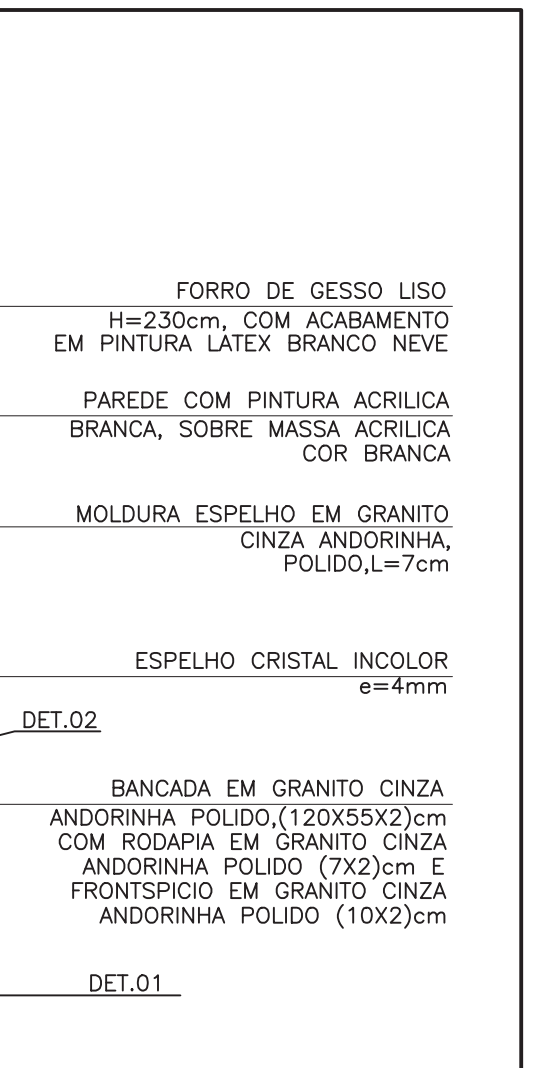 FORRO DE GESSO LISO
H=230cm, COM ACABAMENTO
EM PINTURA LATEX BRANCO NEVE
PAREDE COM PINTURA ACRILICA
BRANCA, SOBRE MASSA ACRILICA
COR BRANCA
MOLDURA ESPELHO EM GRANITO
CINZA ANDORINHA,
POLIDO,L=7cm
ESPELHO CRISTAL INCOLOR
e=4mm
DET.02
BANCADA EM GRANITO CINZA
ANDORINHA POLIDO,(120X55X2)cm
COM RODAPIA EM GRANITO CINZA
ANDORINHA POLIDO (7X2)cm E
FRONTSPICIO EM GRANITO CINZA
ANDORINHA POLIDO (10X2)cm
DET.01